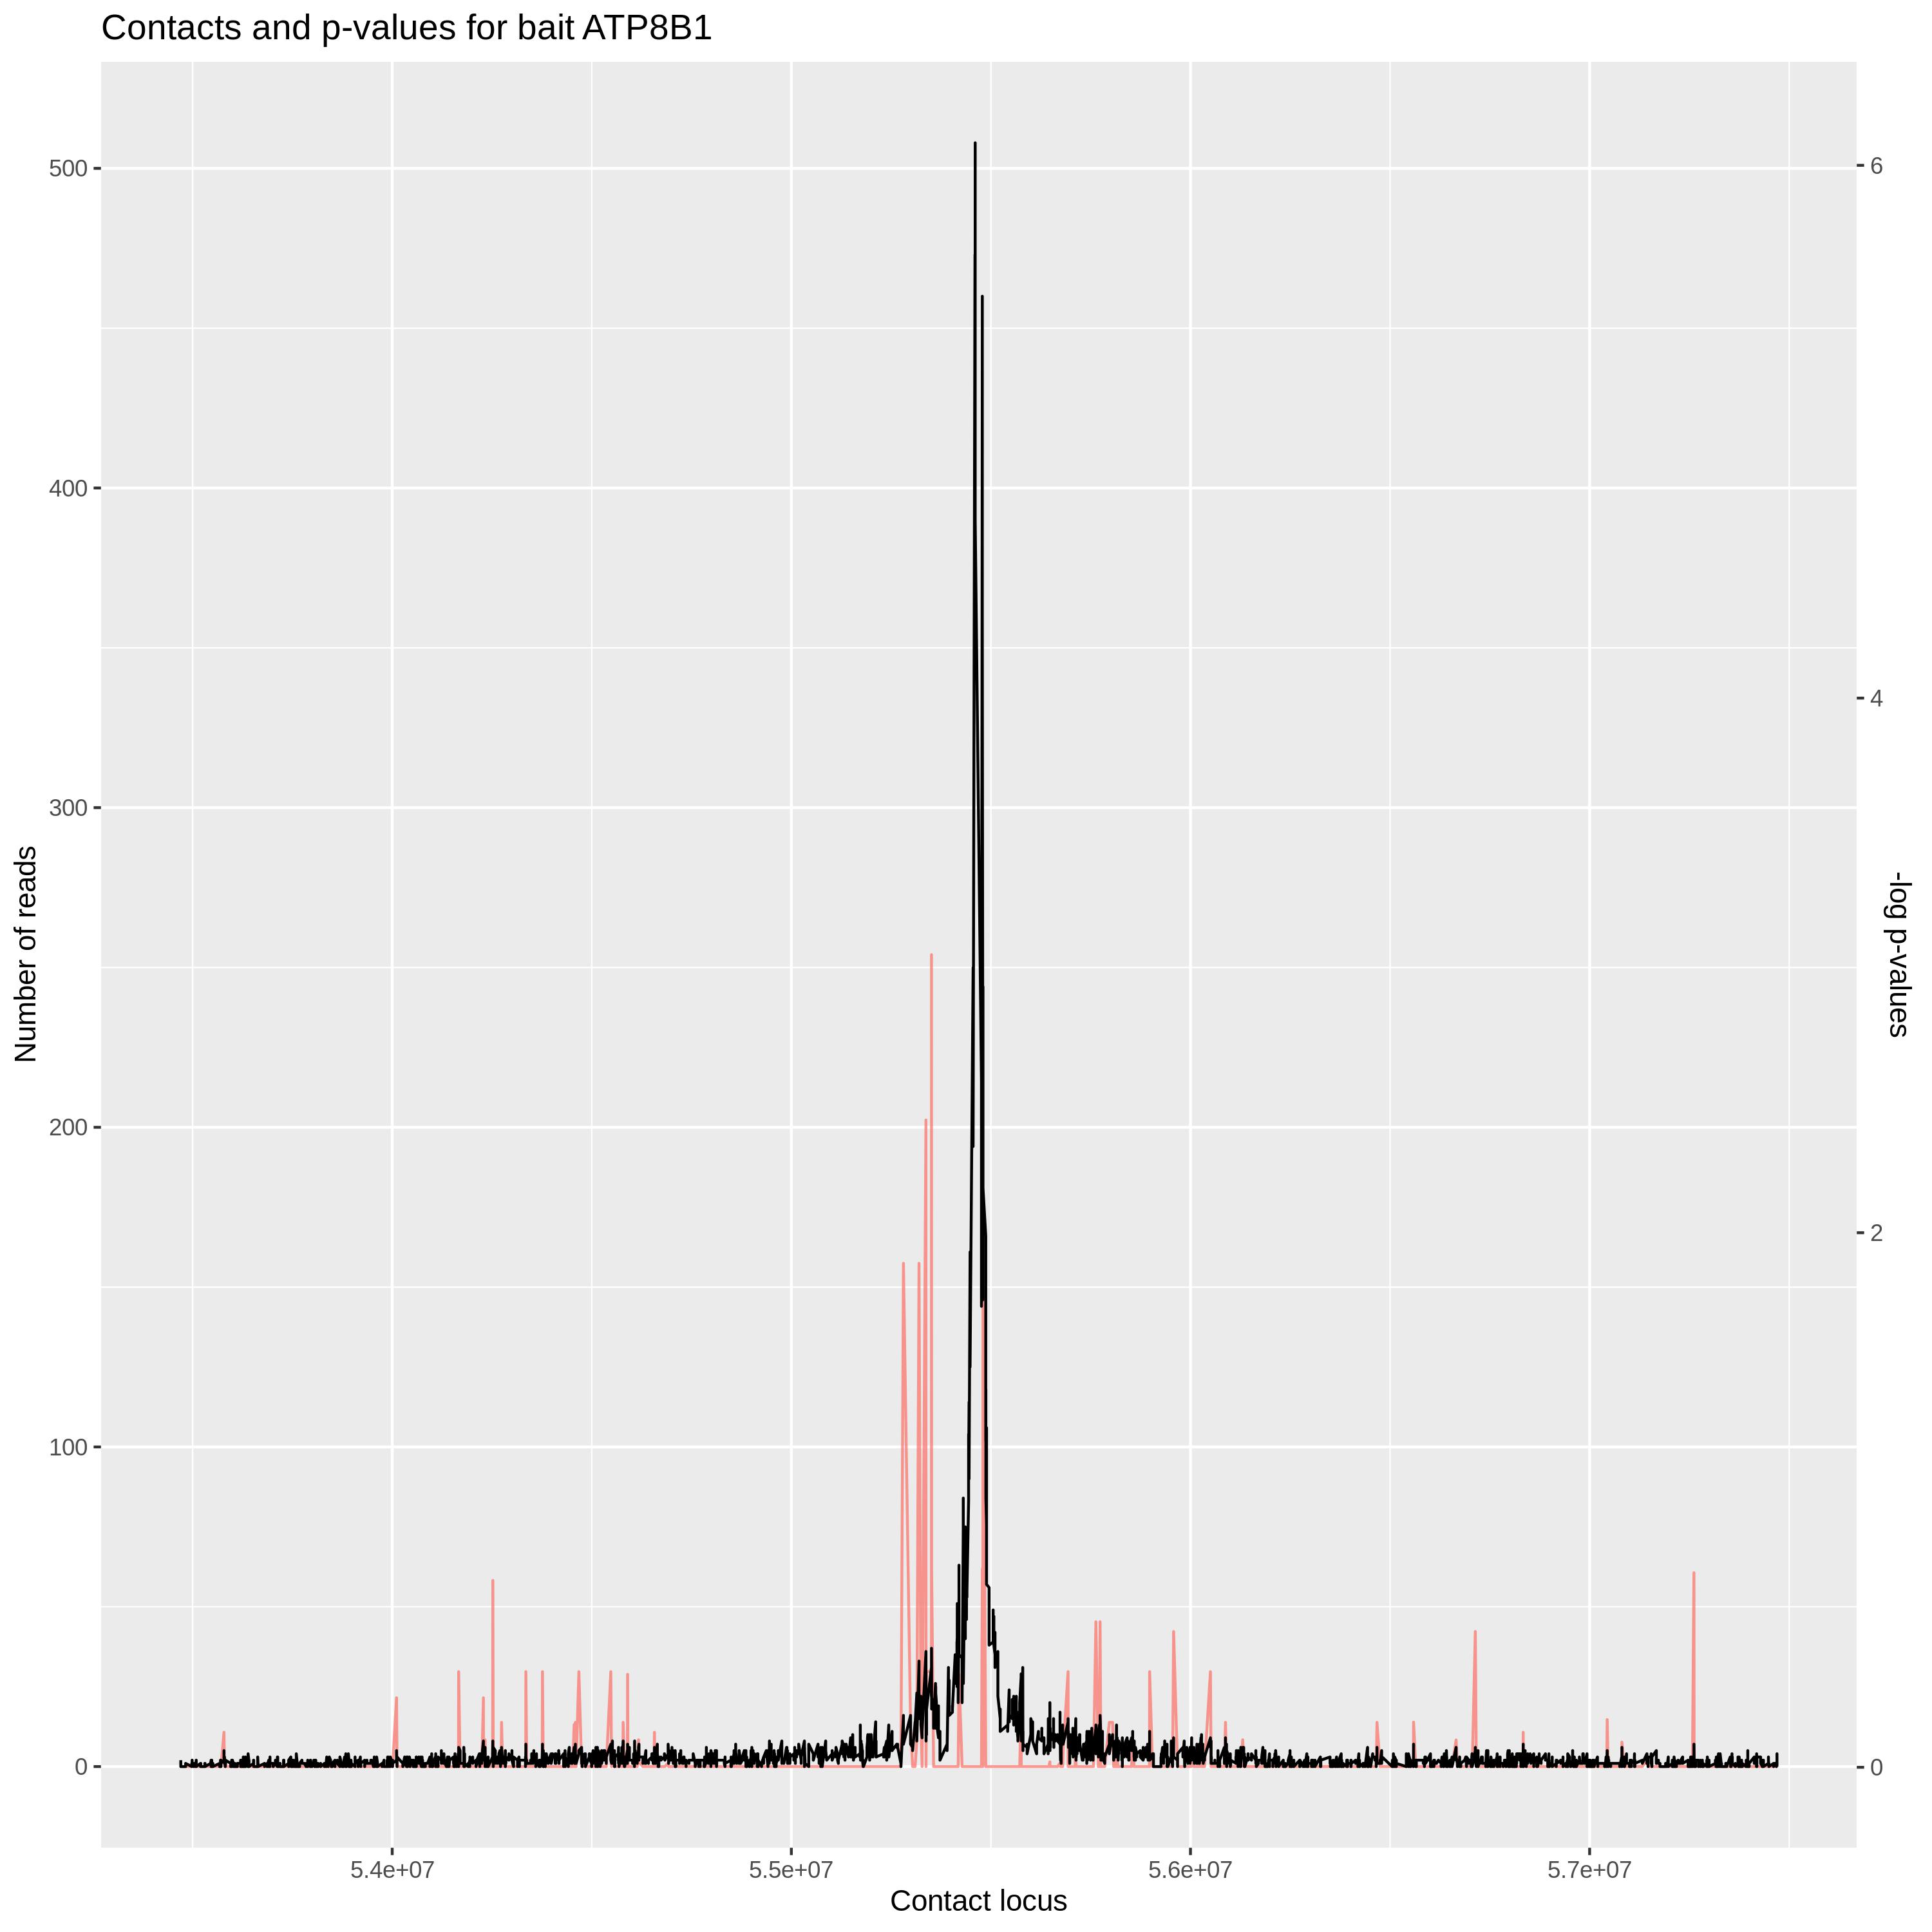 Contacts and p-values for bait ATP8B1
500
400
300
200
100
0
Number of reads
6
4
2
0
-log p-values
5.4e+07
5.5e+07
5.6e+07
5.7e+07
Contact locus